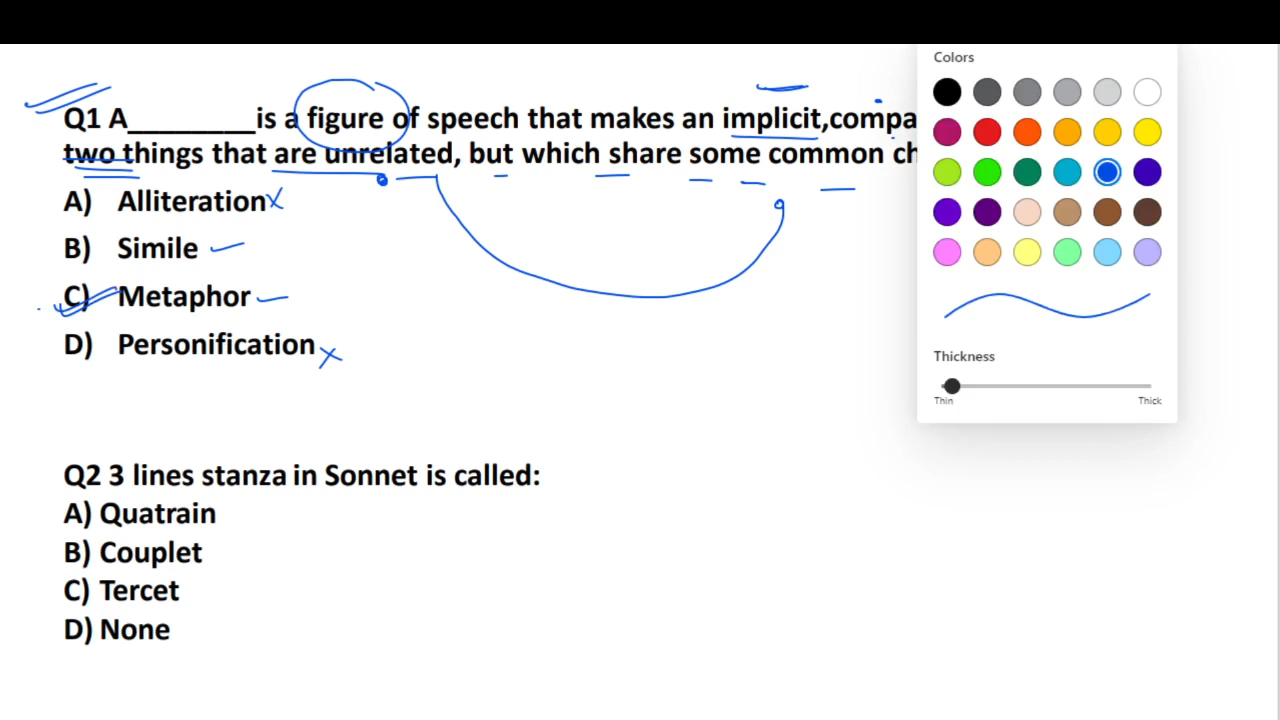 Colors
Q1 A________is a figure of speech that makes an implicit,compa
two things that are unrelated, but which share some common ch
A) Alliteration
B) Simile
C) Metaphor
D) Personification
Thickness
Thin Thick
Q2 3 lines stanza in Sonnet is called:
A) Quatrain
B) Couplet
C) Tercet
D) None